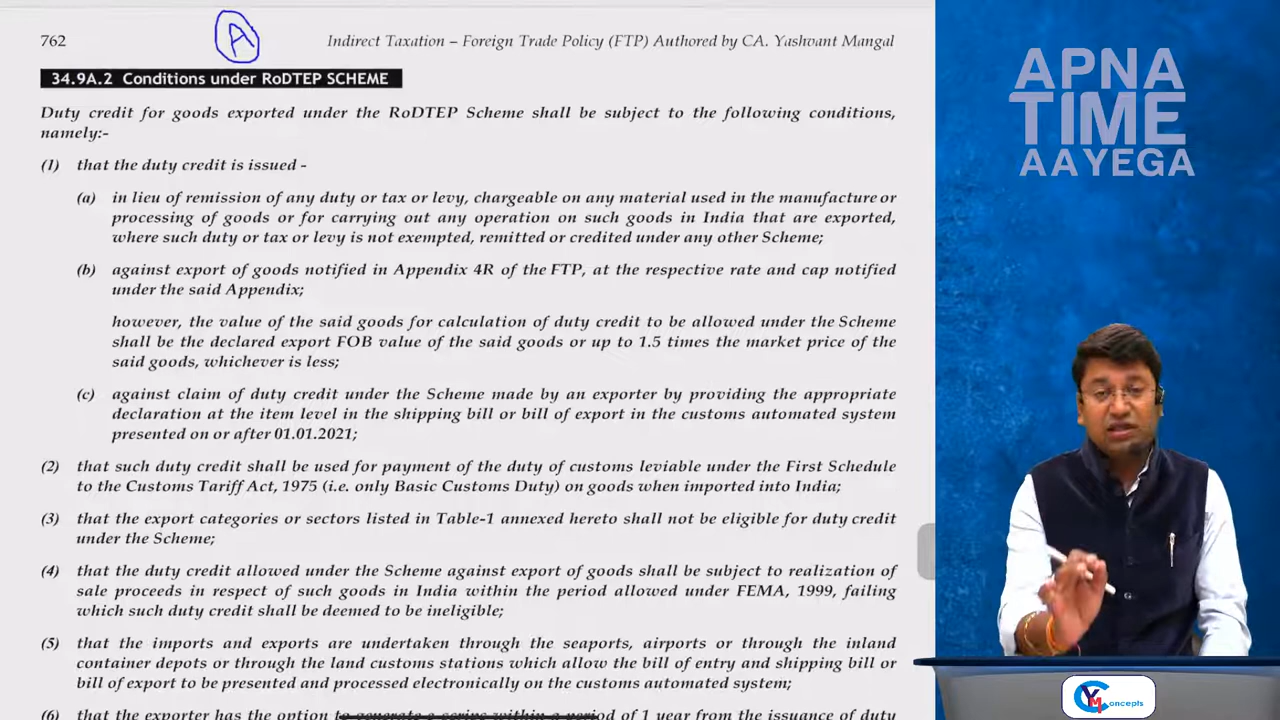 762
A
Indirect Taxation – Foreign Trade Policy (FTP) Authored by CA. Yashvant Mangal
34.9A.2 Conditions under RoDTEP SCHEME
Duty credit for goods exported under the RoDTEP Scheme shall be subject to the following conditions,
namely:-
(1) that the duty credit is issued -
(a) in lieu of remission of any duty or tax or levy, chargeable on any material used in the manufacture or
processing of goods or for carrying out any operation on such goods in India that are exported,
where such duty or tax or levy is not exempted, remitted or credited under any other Scheme;
(b) against export of goods notified in Appendix 4R of the FTP, at the respective rate and cap notified
under the said Appendix;
however, the value of the said goods for calculation of duty credit to be allowed under the Scheme
shall be the declared export FOB value of the said goods or up to 1.5 times the market price of the
said goods, whichever is less;
(c) against claim of duty credit under the Scheme made by an exporter by providing the appropriate
declaration at the item level in the shipping bill or bill of export in the customs automated system
presented on or after 01.01.2021;
(2) that such duty credit shall be used for payment of the duty of customs leviable under the First Schedule
to the Customs Tariff Act, 1975 (i.e. only Basic Customs Duty) on goods when imported into India;
(3) that the export categories or sectors listed in Table-1 annexed hereto shall not be eligible for duty credit
under the Scheme;
(4) that the duty credit allowed under the Scheme against export of goods shall be subject to realization of
sale proceeds in respect of such goods in India within the period allowed under FEMA, 1999, failing
which such duty credit shall be deemed to be ineligible;
(5) that the imports and exports are undertaken through the seaports, airports or through the inland
container depots or through the land customs stations which allow the bill of entry and shipping bill or
bill of export to be presented and processed electronically on the customs automated system;
(6) that the exporter has the option to generate e-scrips within a period of 1 year from the issuance of duty
APNA
TIME
AAYEGA
YM
Concepts